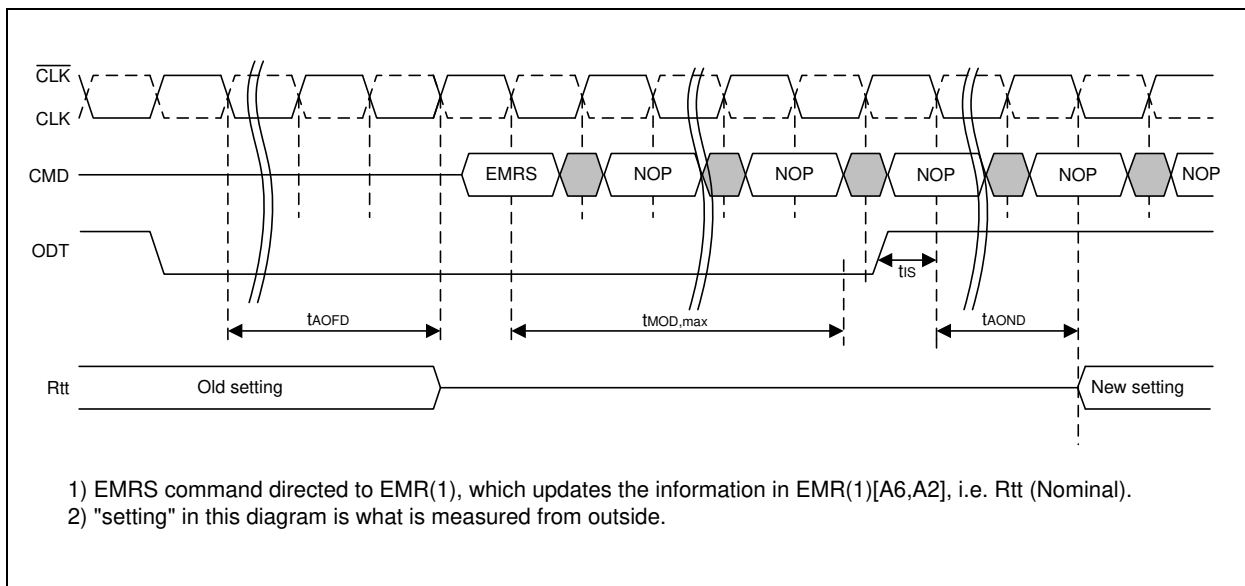 CLK
CLK
CMD
EMRS
NOP
NOP
NOP
NOP
NOP
ODT
tIS
tAOFD
tMOD,max
tAOND
Rtt
Old setting
New setting
1) EMRS command directed to EMR(1), which updates the information in EMR(1)[A6,A2], i.e. Rtt (Nominal).
2) "setting" in this diagram is what is measured from outside.